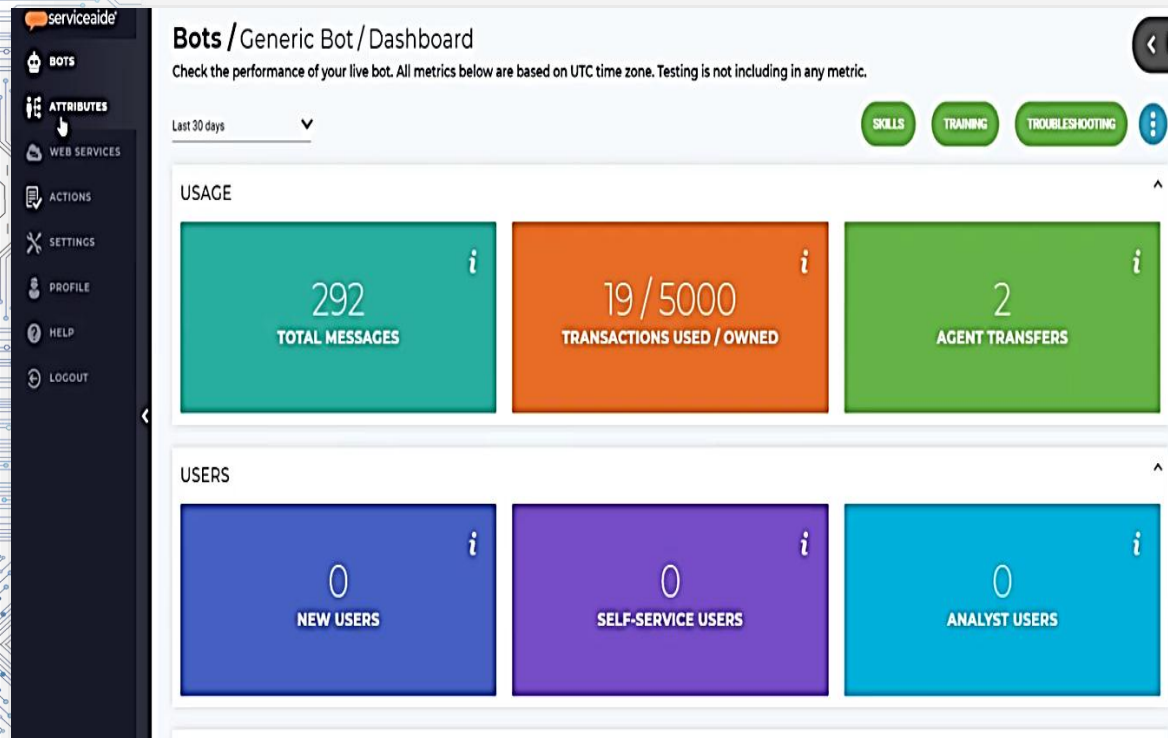 serviceaide
BOTS
ATTRIBUTES
WEB SERVICES
ACTIONS
SETTINGS
PROFILE
HELP
LOGOUT
Bots / Generic Bot / Dashboard
Check the performance of your live bot. All metrics below are based on UTC time zone. Testing is not including in any metric.
Last 30 days
SKILLS TRAINING TROUBLESHOOTING
USAGE
i i i
292 19 / 5000 2
TOTAL MESSAGES TRANSACTIONS USED / OWNED AGENT TRANSFERS
USERS
i i i
0 0 0
NEW USERS SELF-SERVICE USERS ANALYST USERS